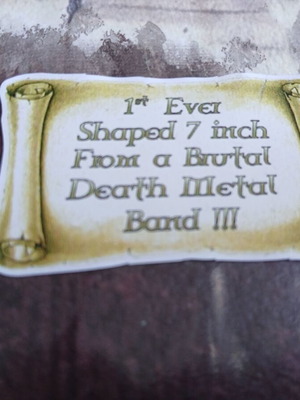 1st Ever
Shaped 7 inch
From a Brutal
Death Metal
Band !!!